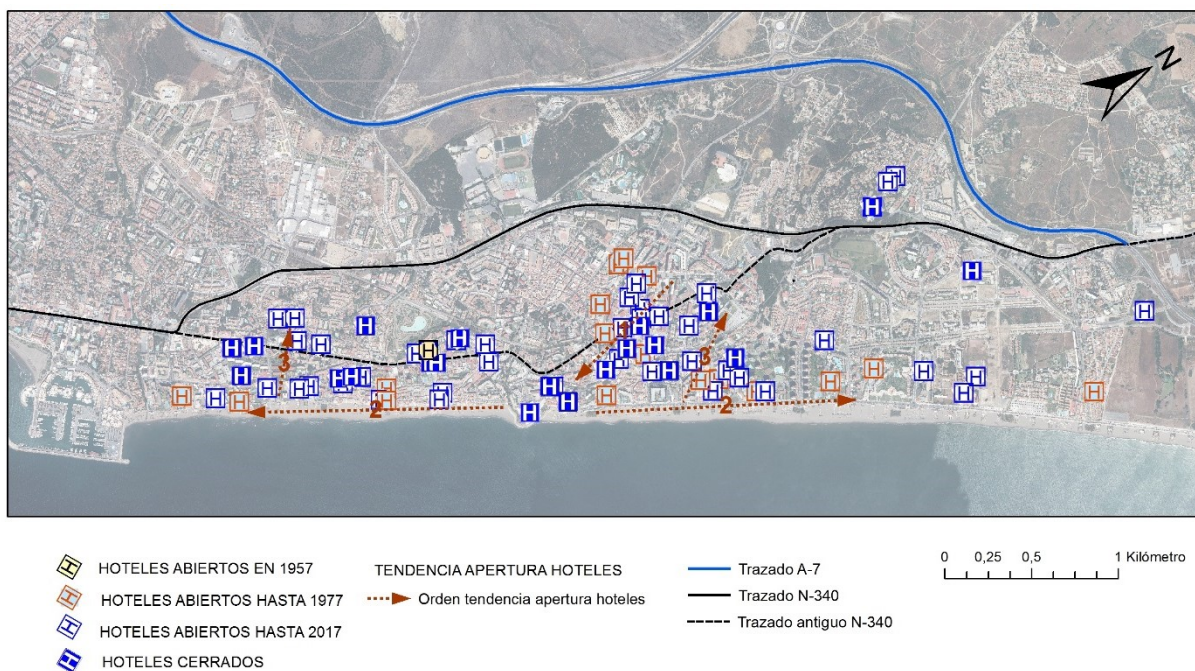 N
1
2
2
3
3
HOTELES ABIERTOS EN 1957
HOTELES ABIERTOS HASTA 1977
HOTELES ABIERTOS HASTA 2017
HOTELES CERRADOS
TENDENCIA APERTURA HOTELES
Orden tendencia apertura hoteles
Trazado A-7
Trazado N-340
Trazado antiguo N-340
0 0,25 0,5 1 Kilómetro